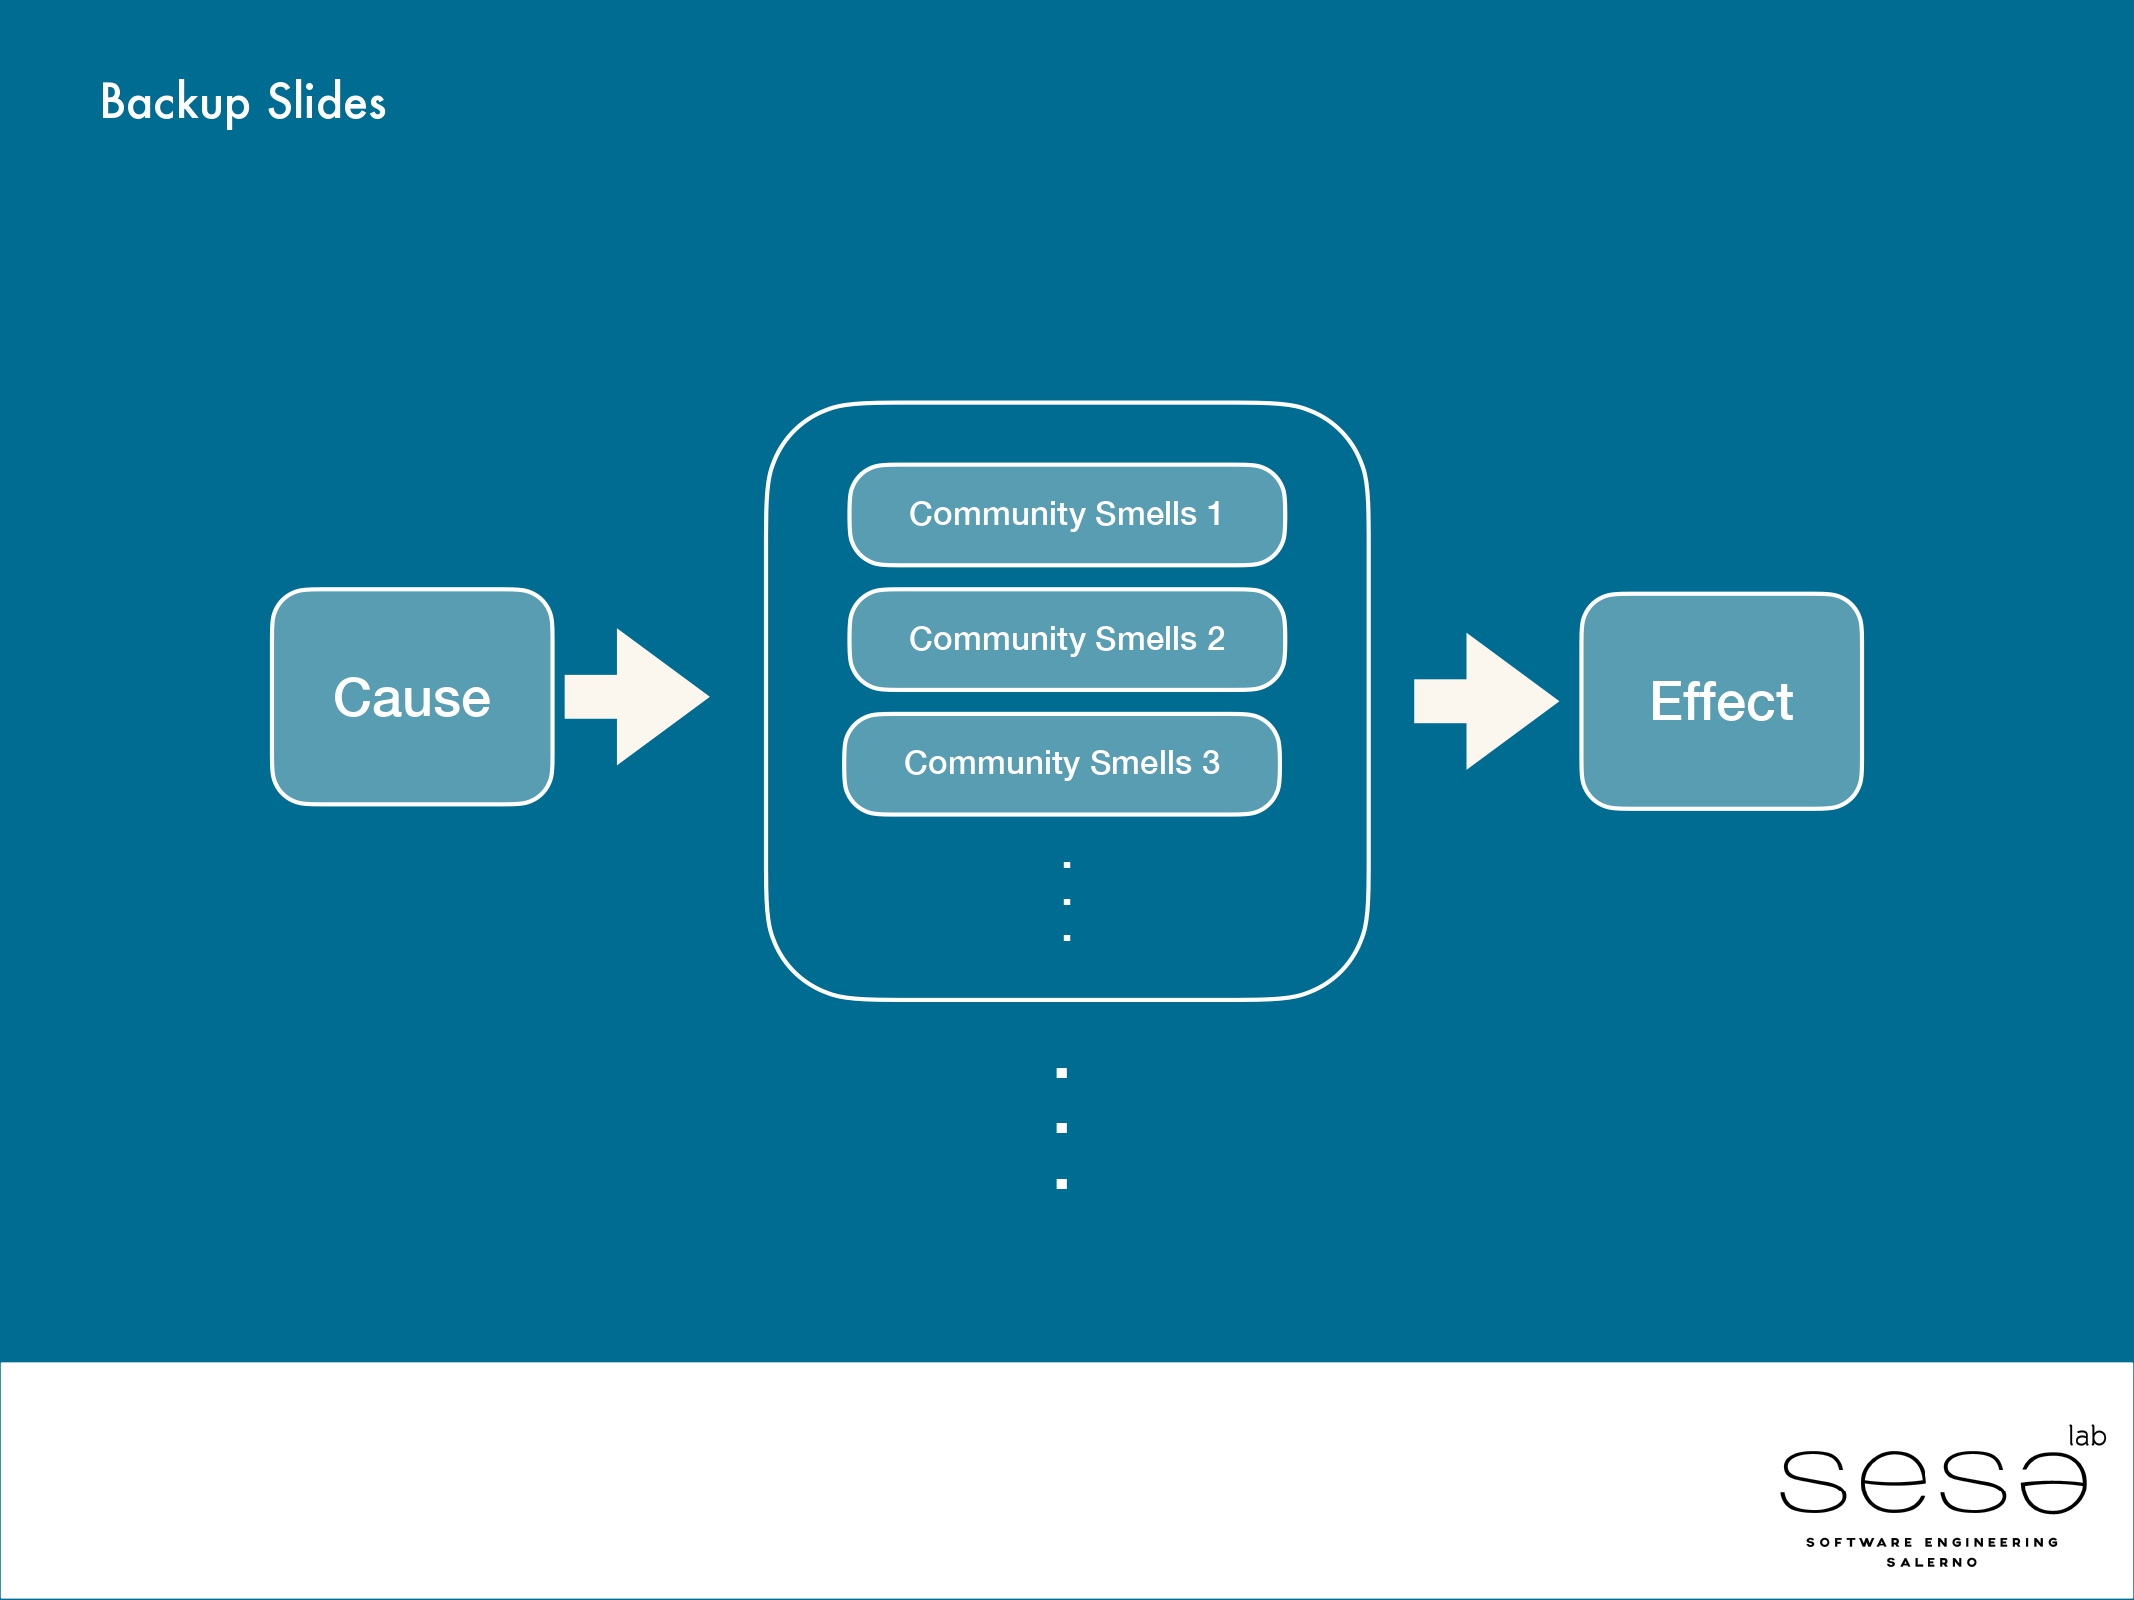 Backup Slides
Community Smells 1
Community Smells 2
Cause
Effect
Community Smells 3
lab
sesa
SOFTWARE ENGINEERING
SALERNO